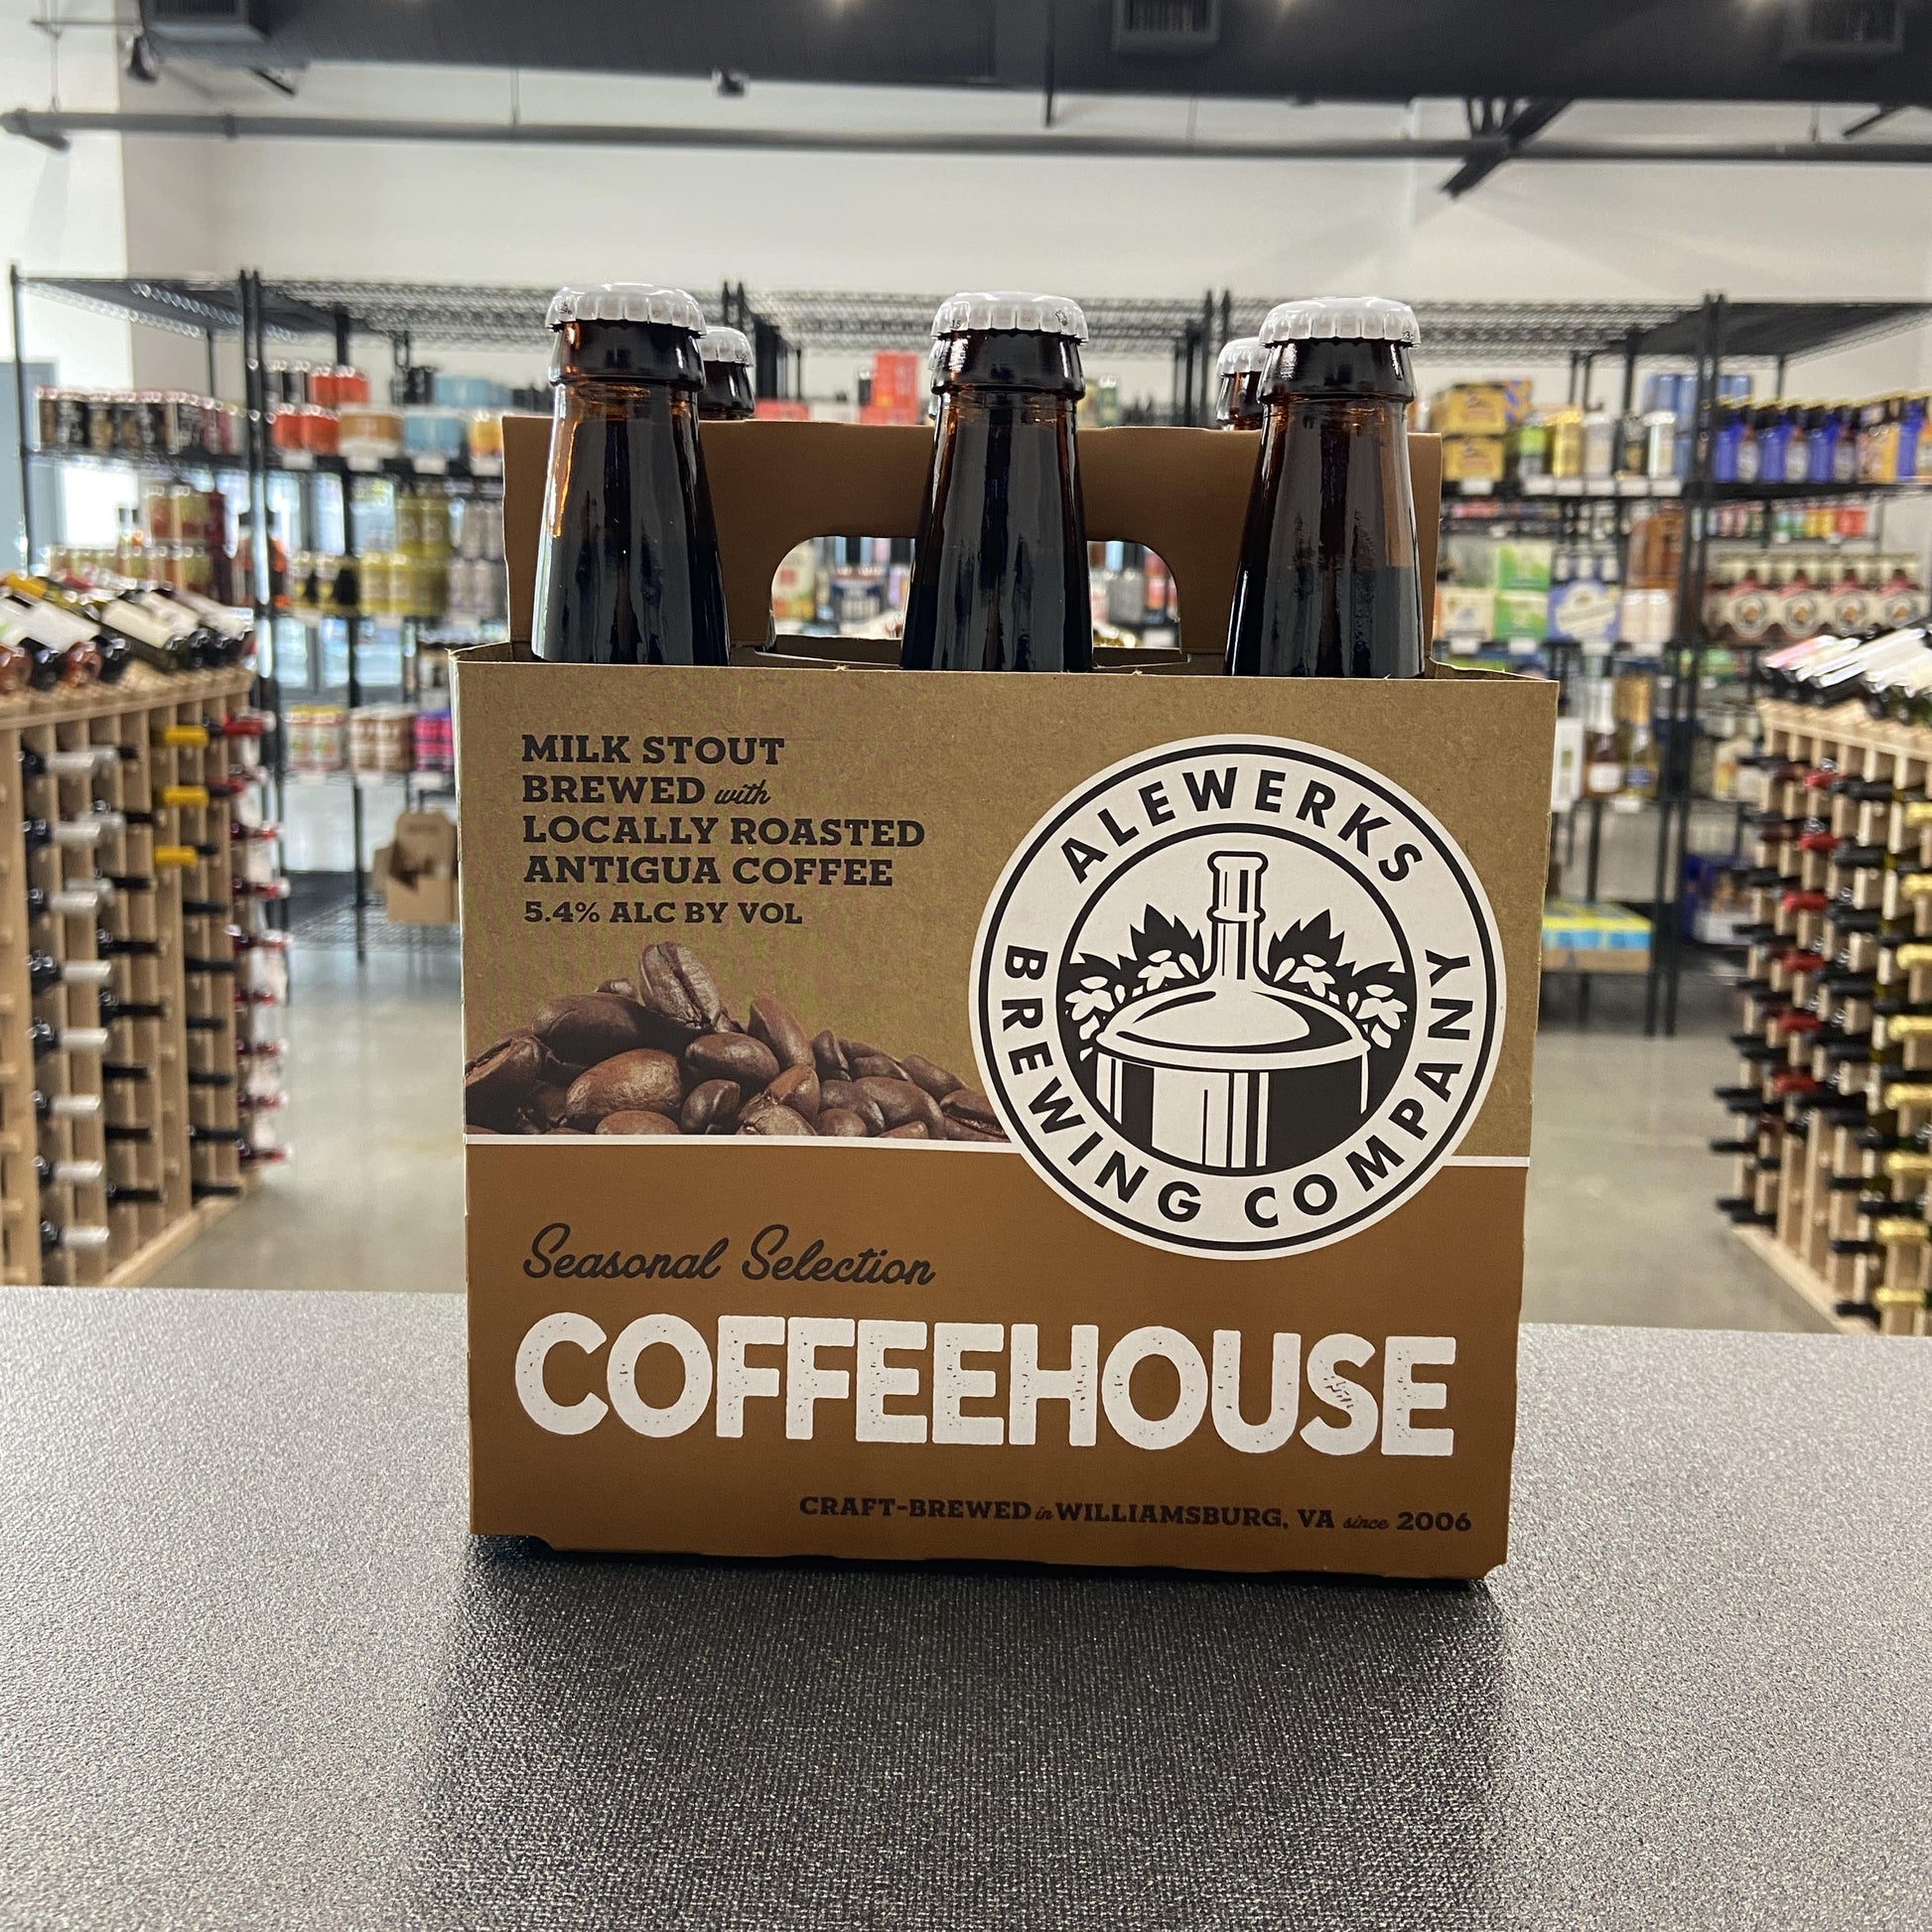 MILK STOUT
BREWED with
LOCALLY ROASTED
ANTIGUA COFFEE
5.4% ALC BY VOL
ALEWERKS
BREWING COMPANY
Seasonal Selection
COFFEEHOUSE
CRAFT-BREWED in WILLIAMSBURG, VA since 2006